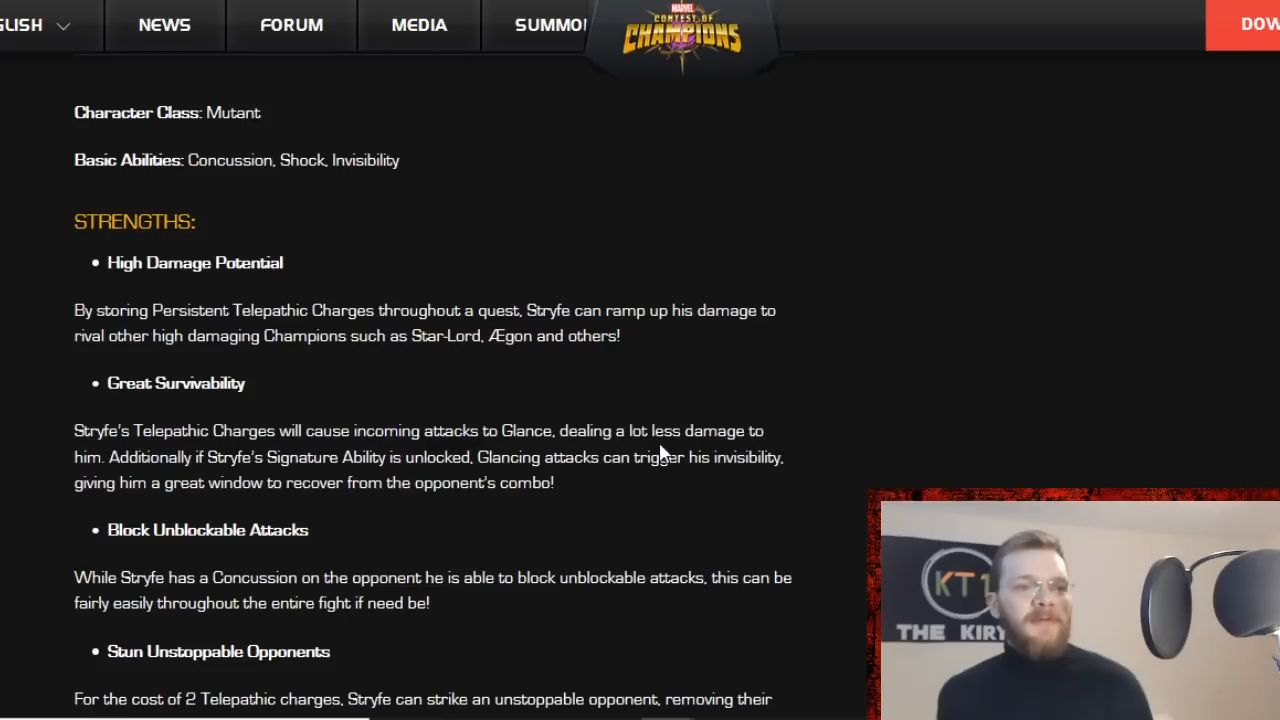 GLISH
NEWS
FORUM
MEDIA
SUMMO
MARVEL
CONTEST OF
CHAMPIONS
DOW
Character Class: Mutant
Basic Abilities: Concussion, Shock, Invisibility
STRENGTHS:
• High Damage Potential
By storing Persistent Telepathic Charges throughout a quest, Stryfe can ramp up his damage to
rival other high damaging Champions such as Star-Lord, Ægon and others!
• Great Survivability
Stryfe's Telepathic Charges will cause incoming attacks to Glance, dealing a lot less damage to
him. Additionally if Stryfe's Signature Ability is unlocked, Glancing attacks can trigger his invisibility,
giving him a great window to recover from the opponent's combo!
• Block Unblockable Attacks
While Stryfe has a Concussion on the opponent he is able to block unblockable attacks, this can be
fairly easily throughout the entire fight if need be!
• Stun Unstoppable Opponents
For the cost of 2 Telepathic charges, Stryfe can strike an unstoppable opponent, removing their
KT1
THE KIRY